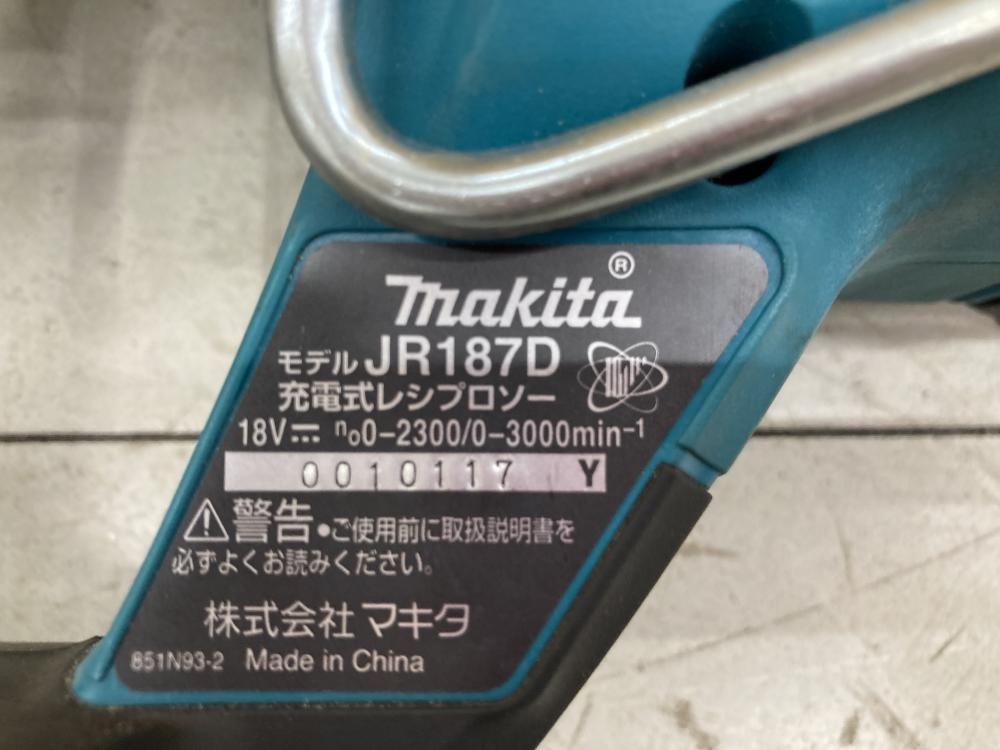 makita®
モデル JR187D
充電式レシプロソー
18V⎓ n₀0-2300/0-3000min⁻¹
0010117 Y
⚠警告 •ご使用前に取扱説明書を
必ずよくお読みください。
株式会社 マキタ
851N93-2 Made in China